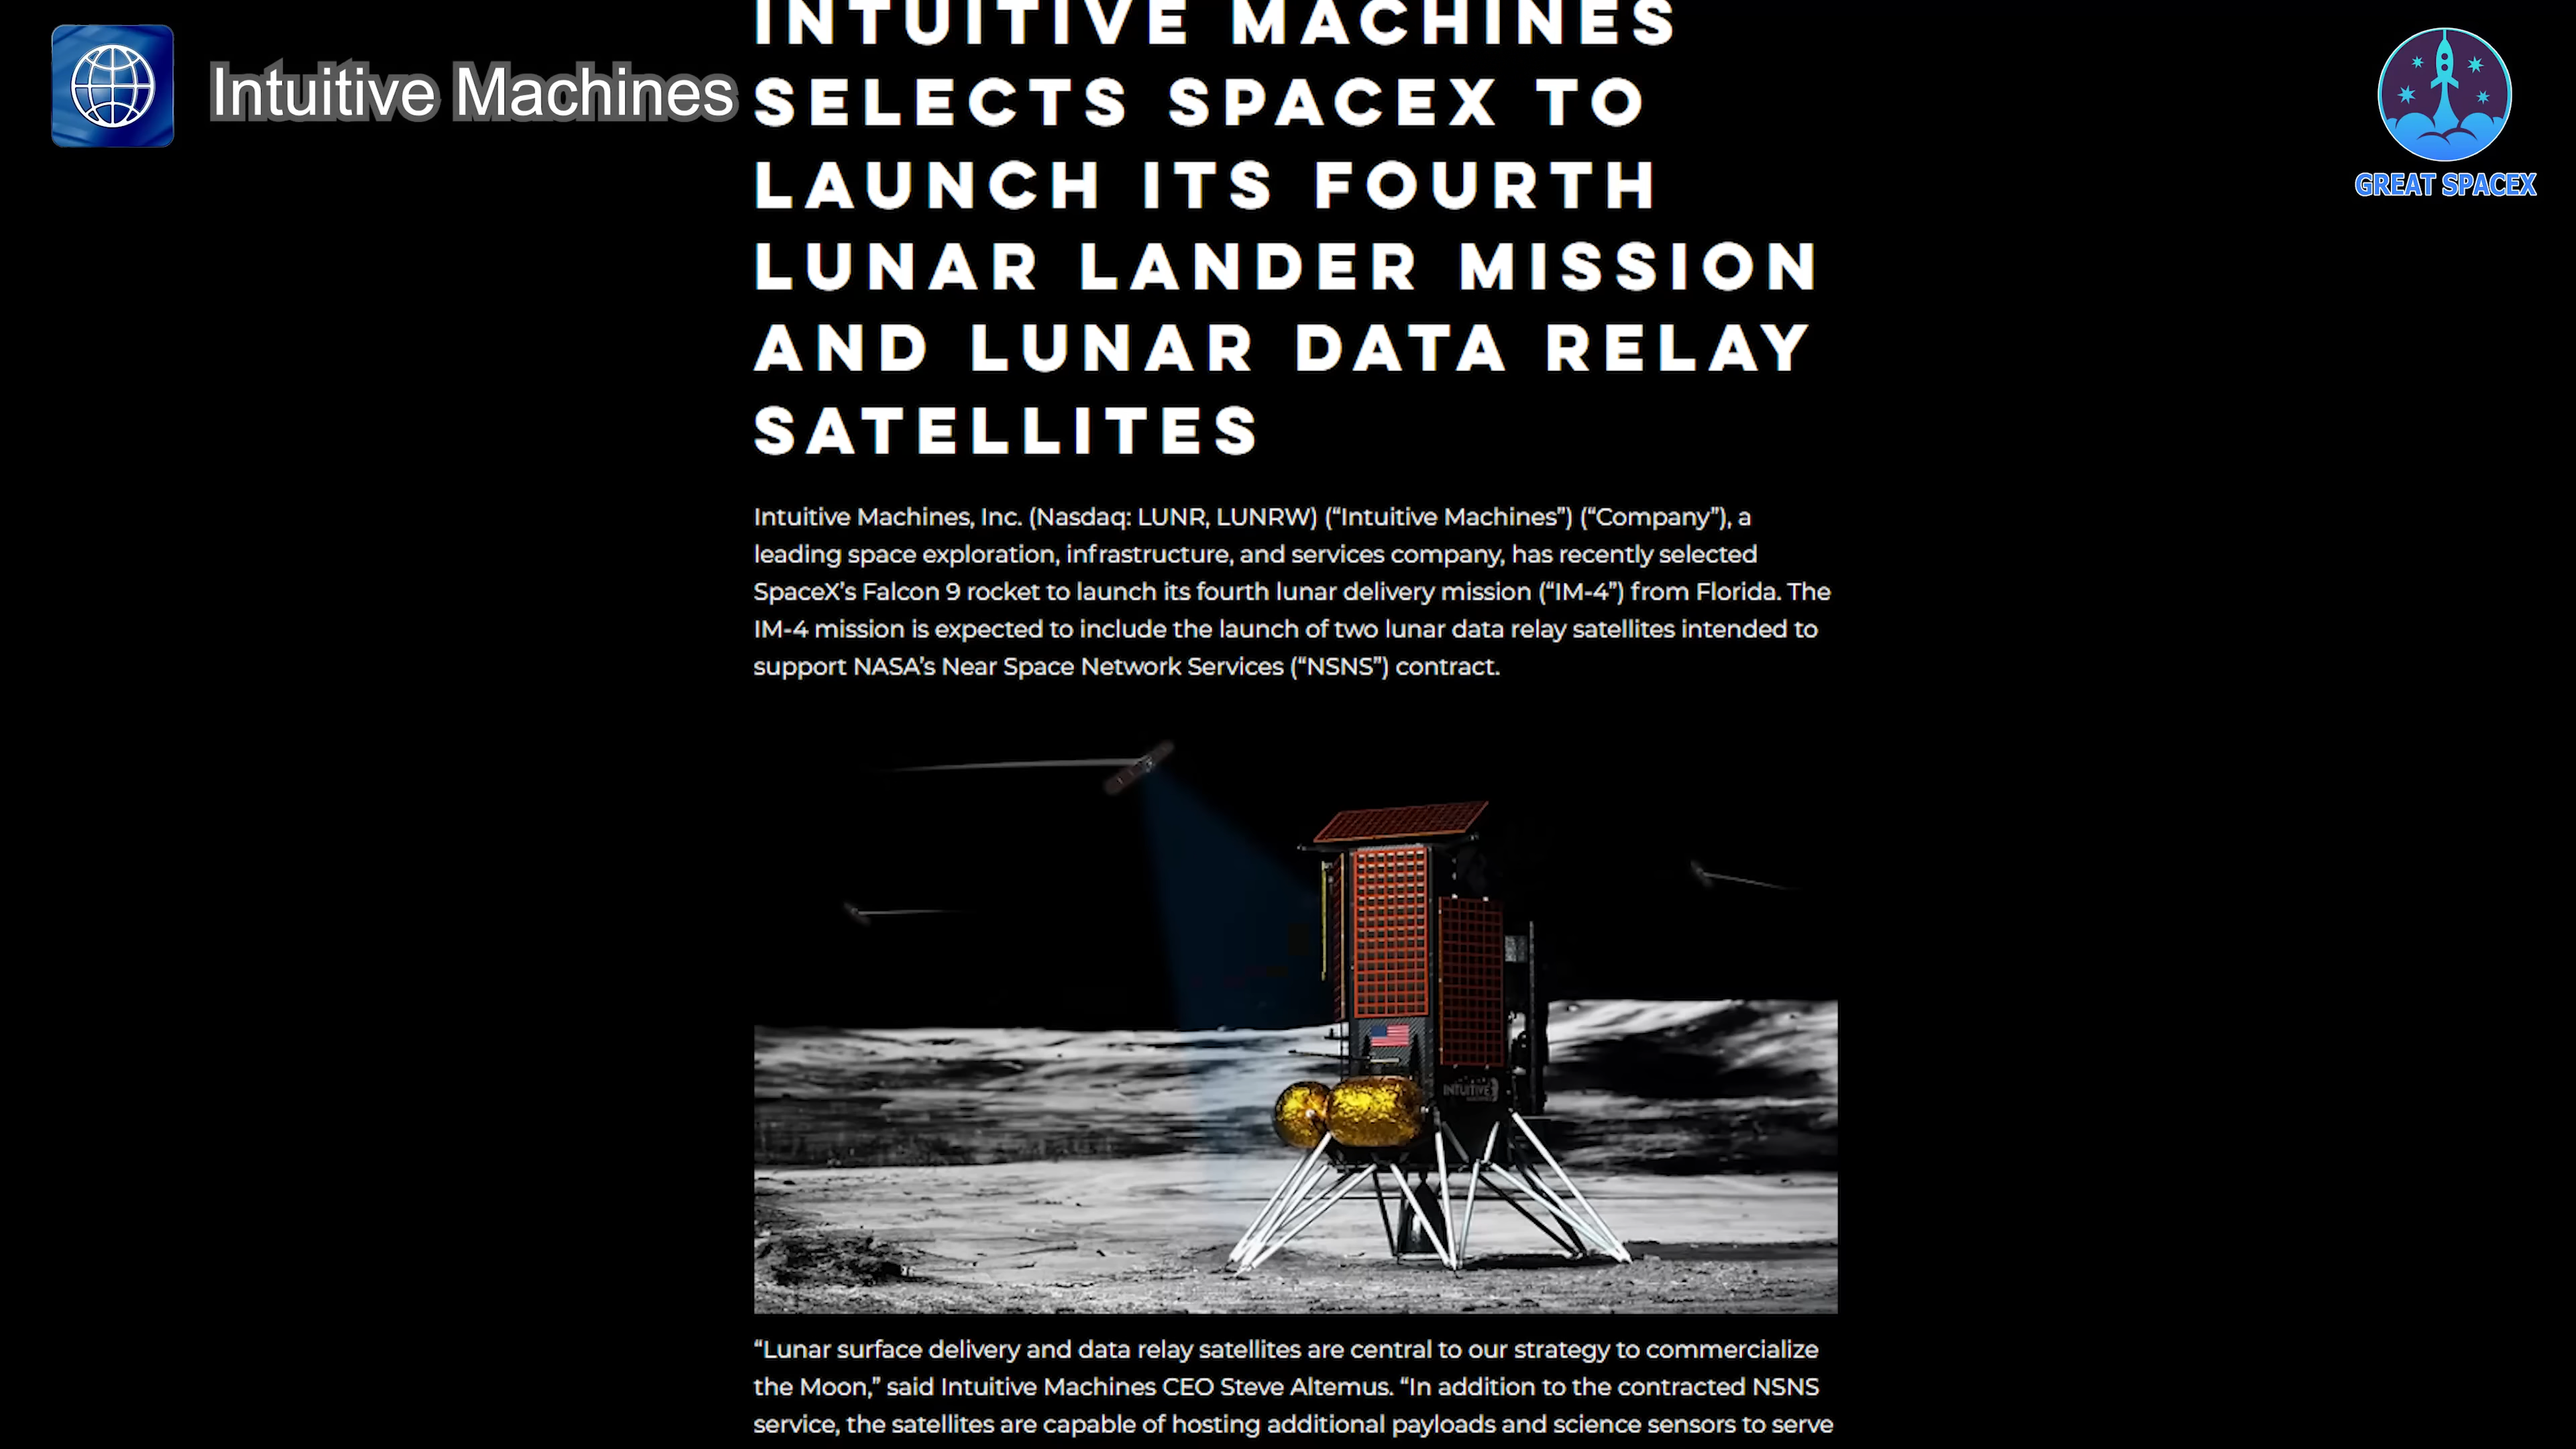 Intuitive Machines
GREAT SPACEX
INTUITIVE MACHINES
SELECTS SPACEX TO
LAUNCH ITS FOURTH
LUNAR LANDER MISSION
AND LUNAR DATA RELAY
SATELLITES
Intuitive Machines, Inc. (Nasdaq: LUNR, LUNRW) (“Intuitive Machines”) (“Company”), a
leading space exploration, infrastructure, and services company, has recently selected
SpaceX’s Falcon 9 rocket to launch its fourth lunar delivery mission (“IM-4”) from Florida. The
IM-4 mission is expected to include the launch of two lunar data relay satellites intended to
support NASA’s Near Space Network Services (“NSNS”) contract.
INTUITIVE
MACHINES
“Lunar surface delivery and data relay satellites are central to our strategy to commercialize
the Moon,” said Intuitive Machines CEO Steve Altemus. “In addition to the contracted NSNS
service, the satellites are capable of hosting additional payloads and science sensors to serve